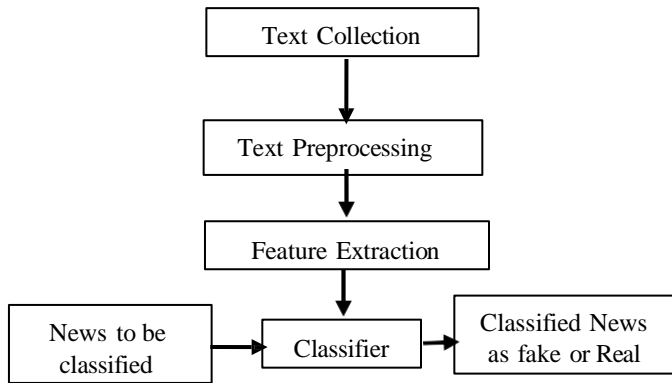 Text Collection
Text Preprocessing
Feature Extraction
News to be
classified
Classifier
Classified News
as fake or Real